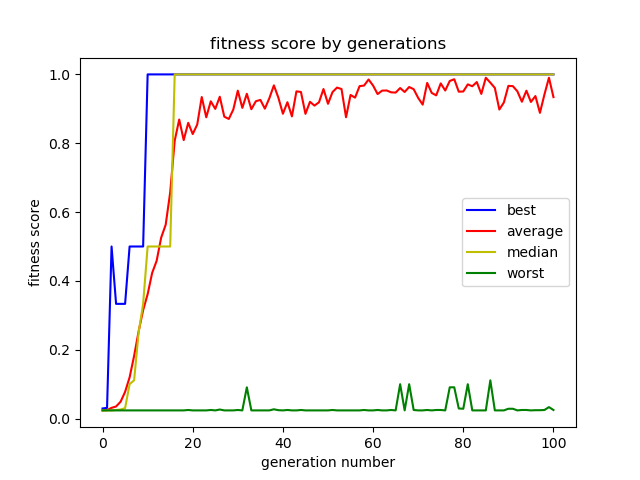 fitness score by generations
1.0
0.8
0.6
0.4
0.2
0.0
fitness score
best
average
median
worst
0 20 40 60 80 100
generation number